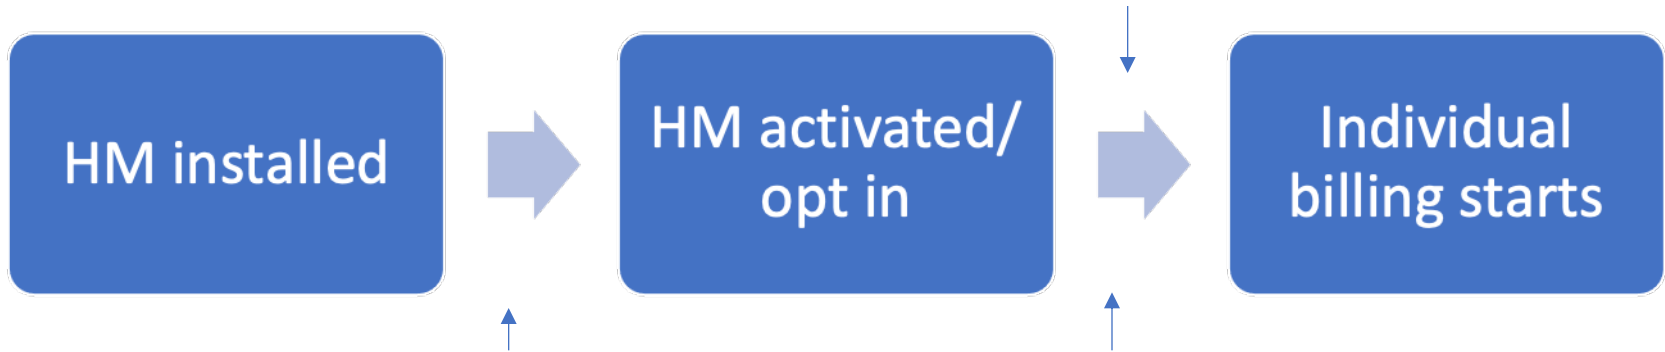 HM installed
HM activated/
opt in
Individual
billing starts